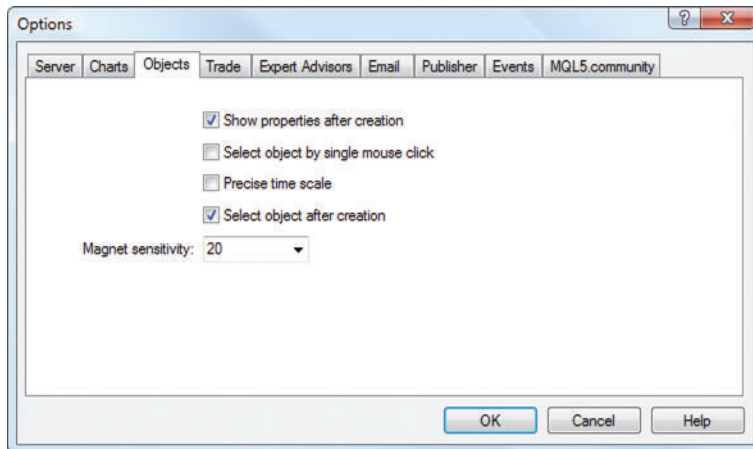 Options
Server Charts Objects Trade Expert Advisors Email Publisher Events MQL5.community
Show properties after creation
Select object by single mouse click
Precise time scale
Select object after creation
Magnet sensitivity: 20
OK Cancel Help